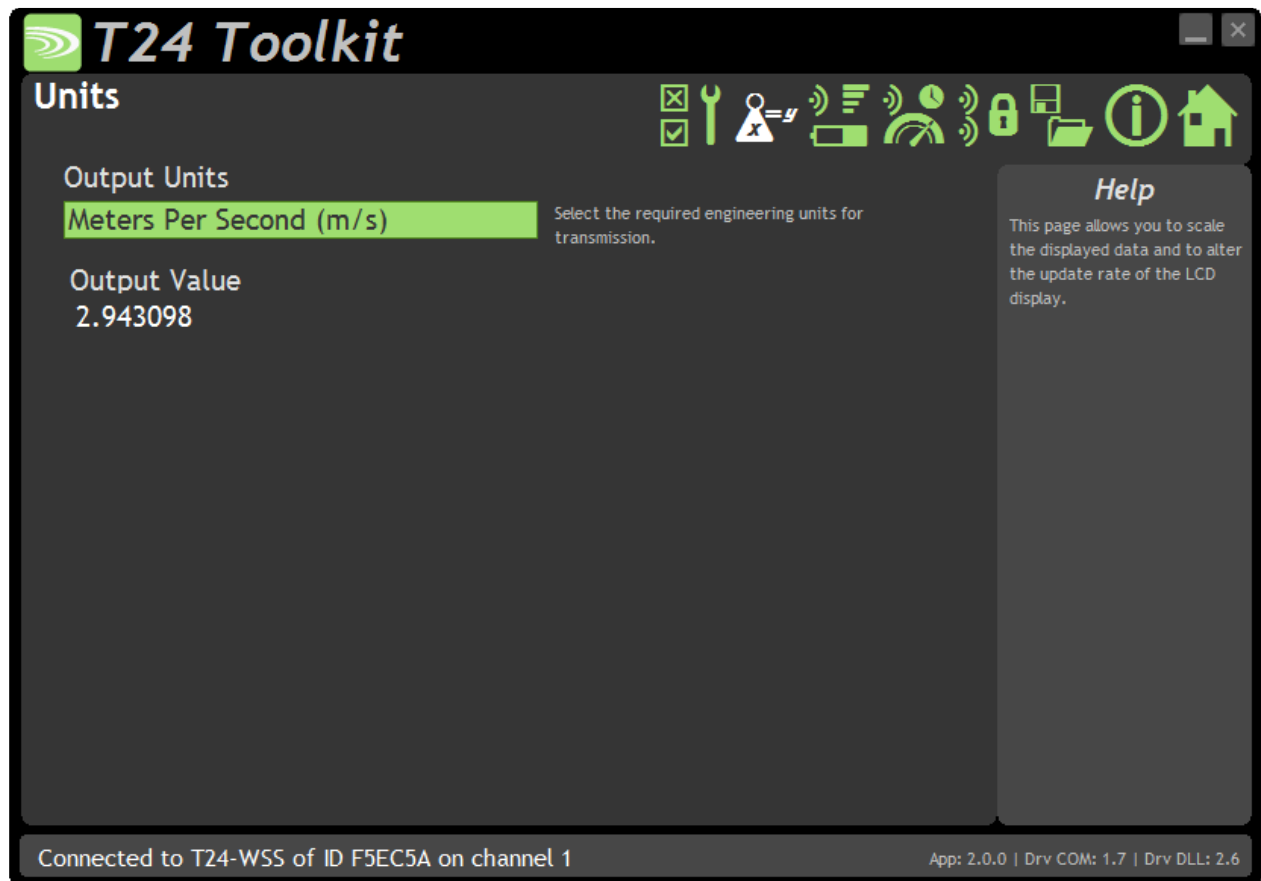 T24 Toolkit
Units
x=y
Output Units
Meters Per Second (m/s)
Select the required engineering units for
transmission.
Output Value
2.943098
Help
This page allows you to scale
the displayed data and to alter
the update rate of the LCD
display.
Connected to T24-WSS of ID F5EC5A on channel 1
App: 2.0.0 | Drv COM: 1.7 | Drv DLL: 2.6